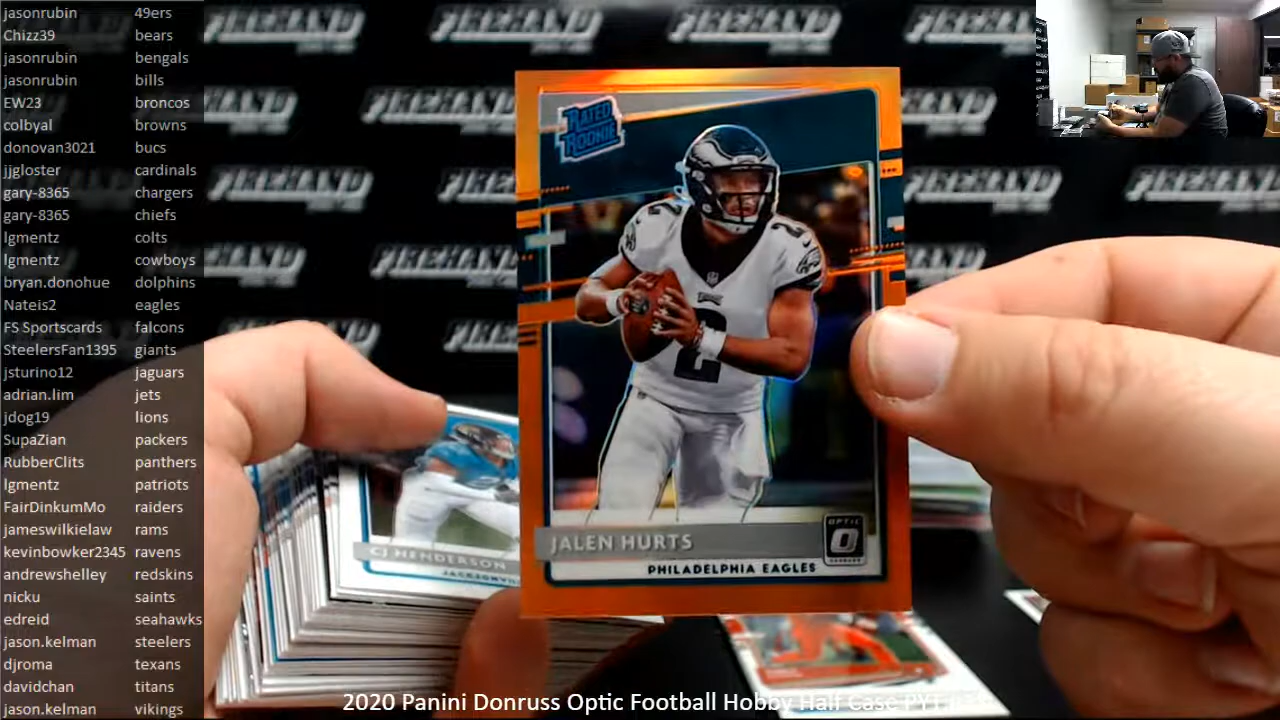 jasonrubin 49ers
Chizz39 bears
jasonrubin bengals
jasonrubin bills
EW23 broncos
colbyal browns
donovan3021 bucs
jjgloster cardinals
gary-8365 chargers
gary-8365 chiefs
lgmentz colts
lgmentz cowboys
bryan.donohue dolphins
Nateis2 eagles
FS Sportscards falcons
SteelersFan1395 giants
jsturino12 jaguars
adrian.lim jets
jdog19 lions
SupaZian packers
RubberClits panthers
lgmentz patriots
FairDinkumMo raiders
jameswilkielaw rams
kevinbowker2345 ravens
andrewshelley redskins
nicku saints
edreid seahawks
jason.kelman steelers
djroma texans
davidchan titans
jason.kelman vikings
FIREHAND
RATED
ROOKIE
2
2
2
JALEN HURTS
PHILADELPHIA EAGLES
OPTIC
CJ HENDERSON
2020 Panini Donruss Optic Football Hobby Half Case PYT